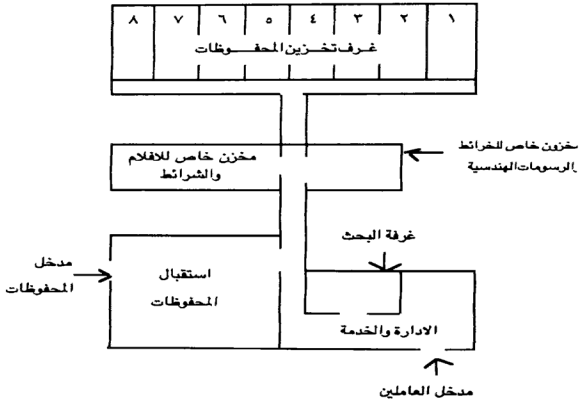 ٨ ٧ ٦ ٥ ٤ ٣ ٢ ١
غرف تخزين المحفوظات
مخزون خاص للخرائط
والرسومات الهندسية
مخزن خاص للافلام
والشرائط
غرفة البحث
مدخل
المحفوظات
استقبال
المحفوظات
الادارة والخدمة
مدخل العاملين